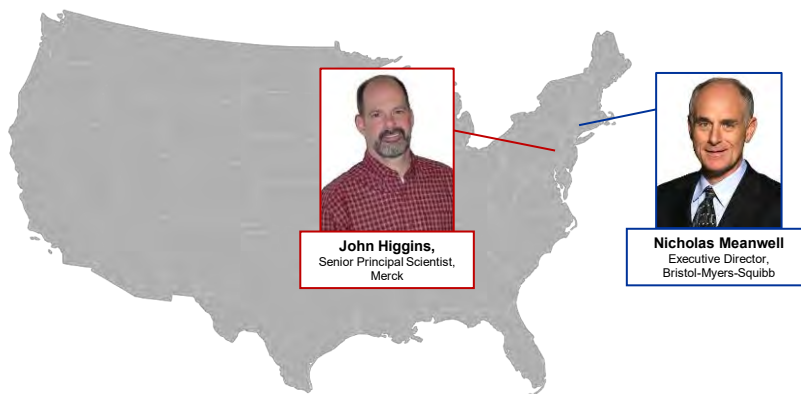 John Higgins,
Senior Principal Scientist,
Merck
Nicholas Meanwell
Executive Director,
Bristol-Myers-Squibb